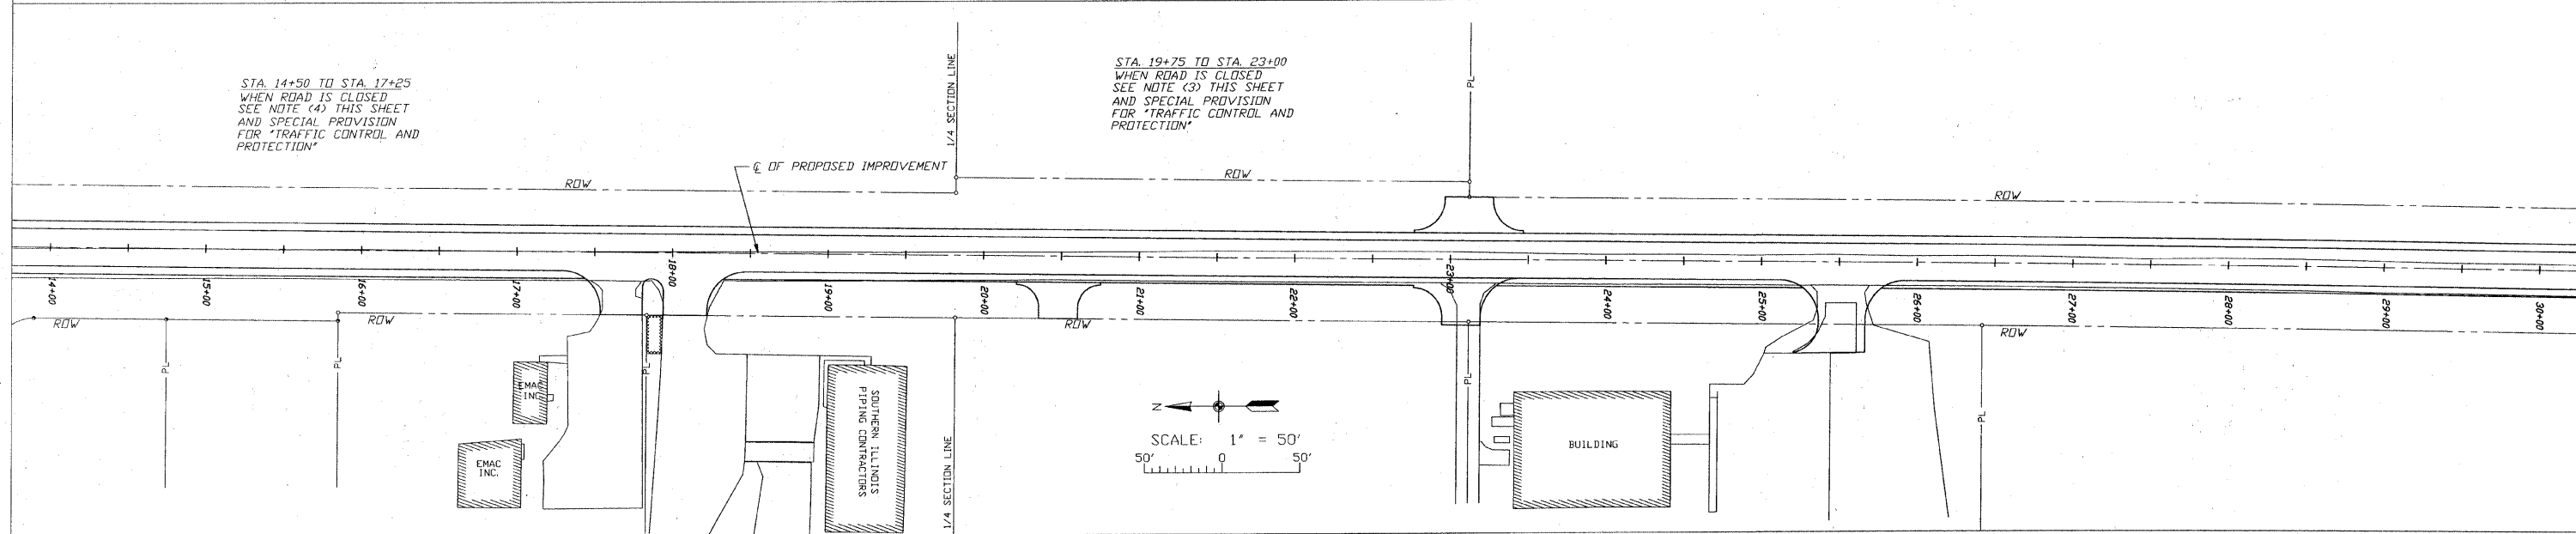 STA. 14+50 TO STA. 17+25
WHEN ROAD IS CLOSED
SEE NOTE (4) THIS SHEET
AND SPECIAL PROVISION
FOR "TRAFFIC CONTROL AND
PROTECTION"
1/4 SECTION LINE
STA. 19+75 TO STA. 23+00
WHEN ROAD IS CLOSED
SEE NOTE (3) THIS SHEET
AND SPECIAL PROVISION
FOR "TRAFFIC CONTROL AND
PROTECTION"
PL
℄ OF PROPOSED IMPROVEMENT
ROW
ROW
ROW
14+00
15+00
16+00
17+00
18+00
19+00
20+00
21+00
22+00
23+00
24+00
25+00
26+00
27+00
28+00
29+00
30+00
ROW
ROW
ROW
ROW
ROW
PL
PL
PL
PL
PL
EMAC
INC.
EMAC
INC.
SOUTHERN ILLINOIS
PIPING CONTRACTORS
1/4 SECTION LINE
N
SCALE: 1" = 50'
50' 0 50'
BUILDING